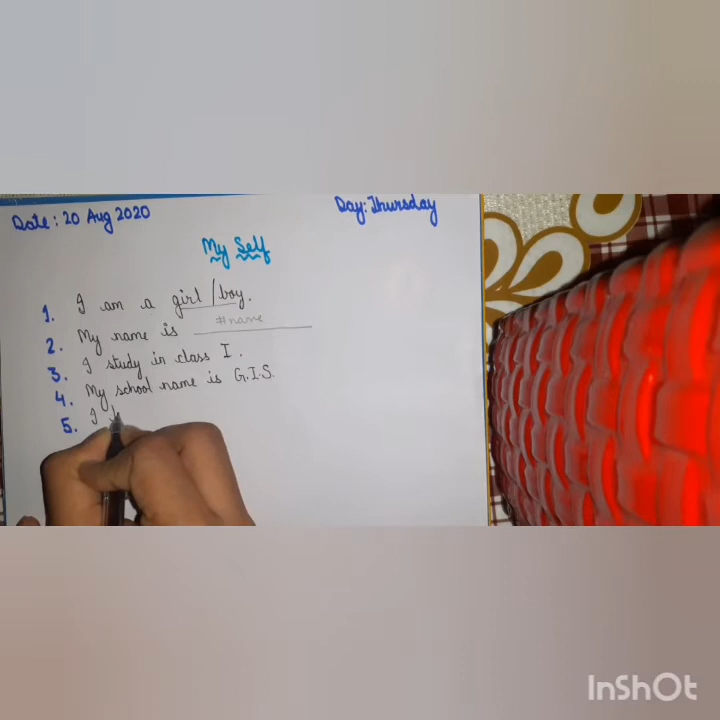 Date: 20 Aug 2020 Day: Thursday
My Self
1. I am a girl/boy.
2. My name is #name
3. I study in class I.
4. My school name is G.I.S.
5. I
InShOt